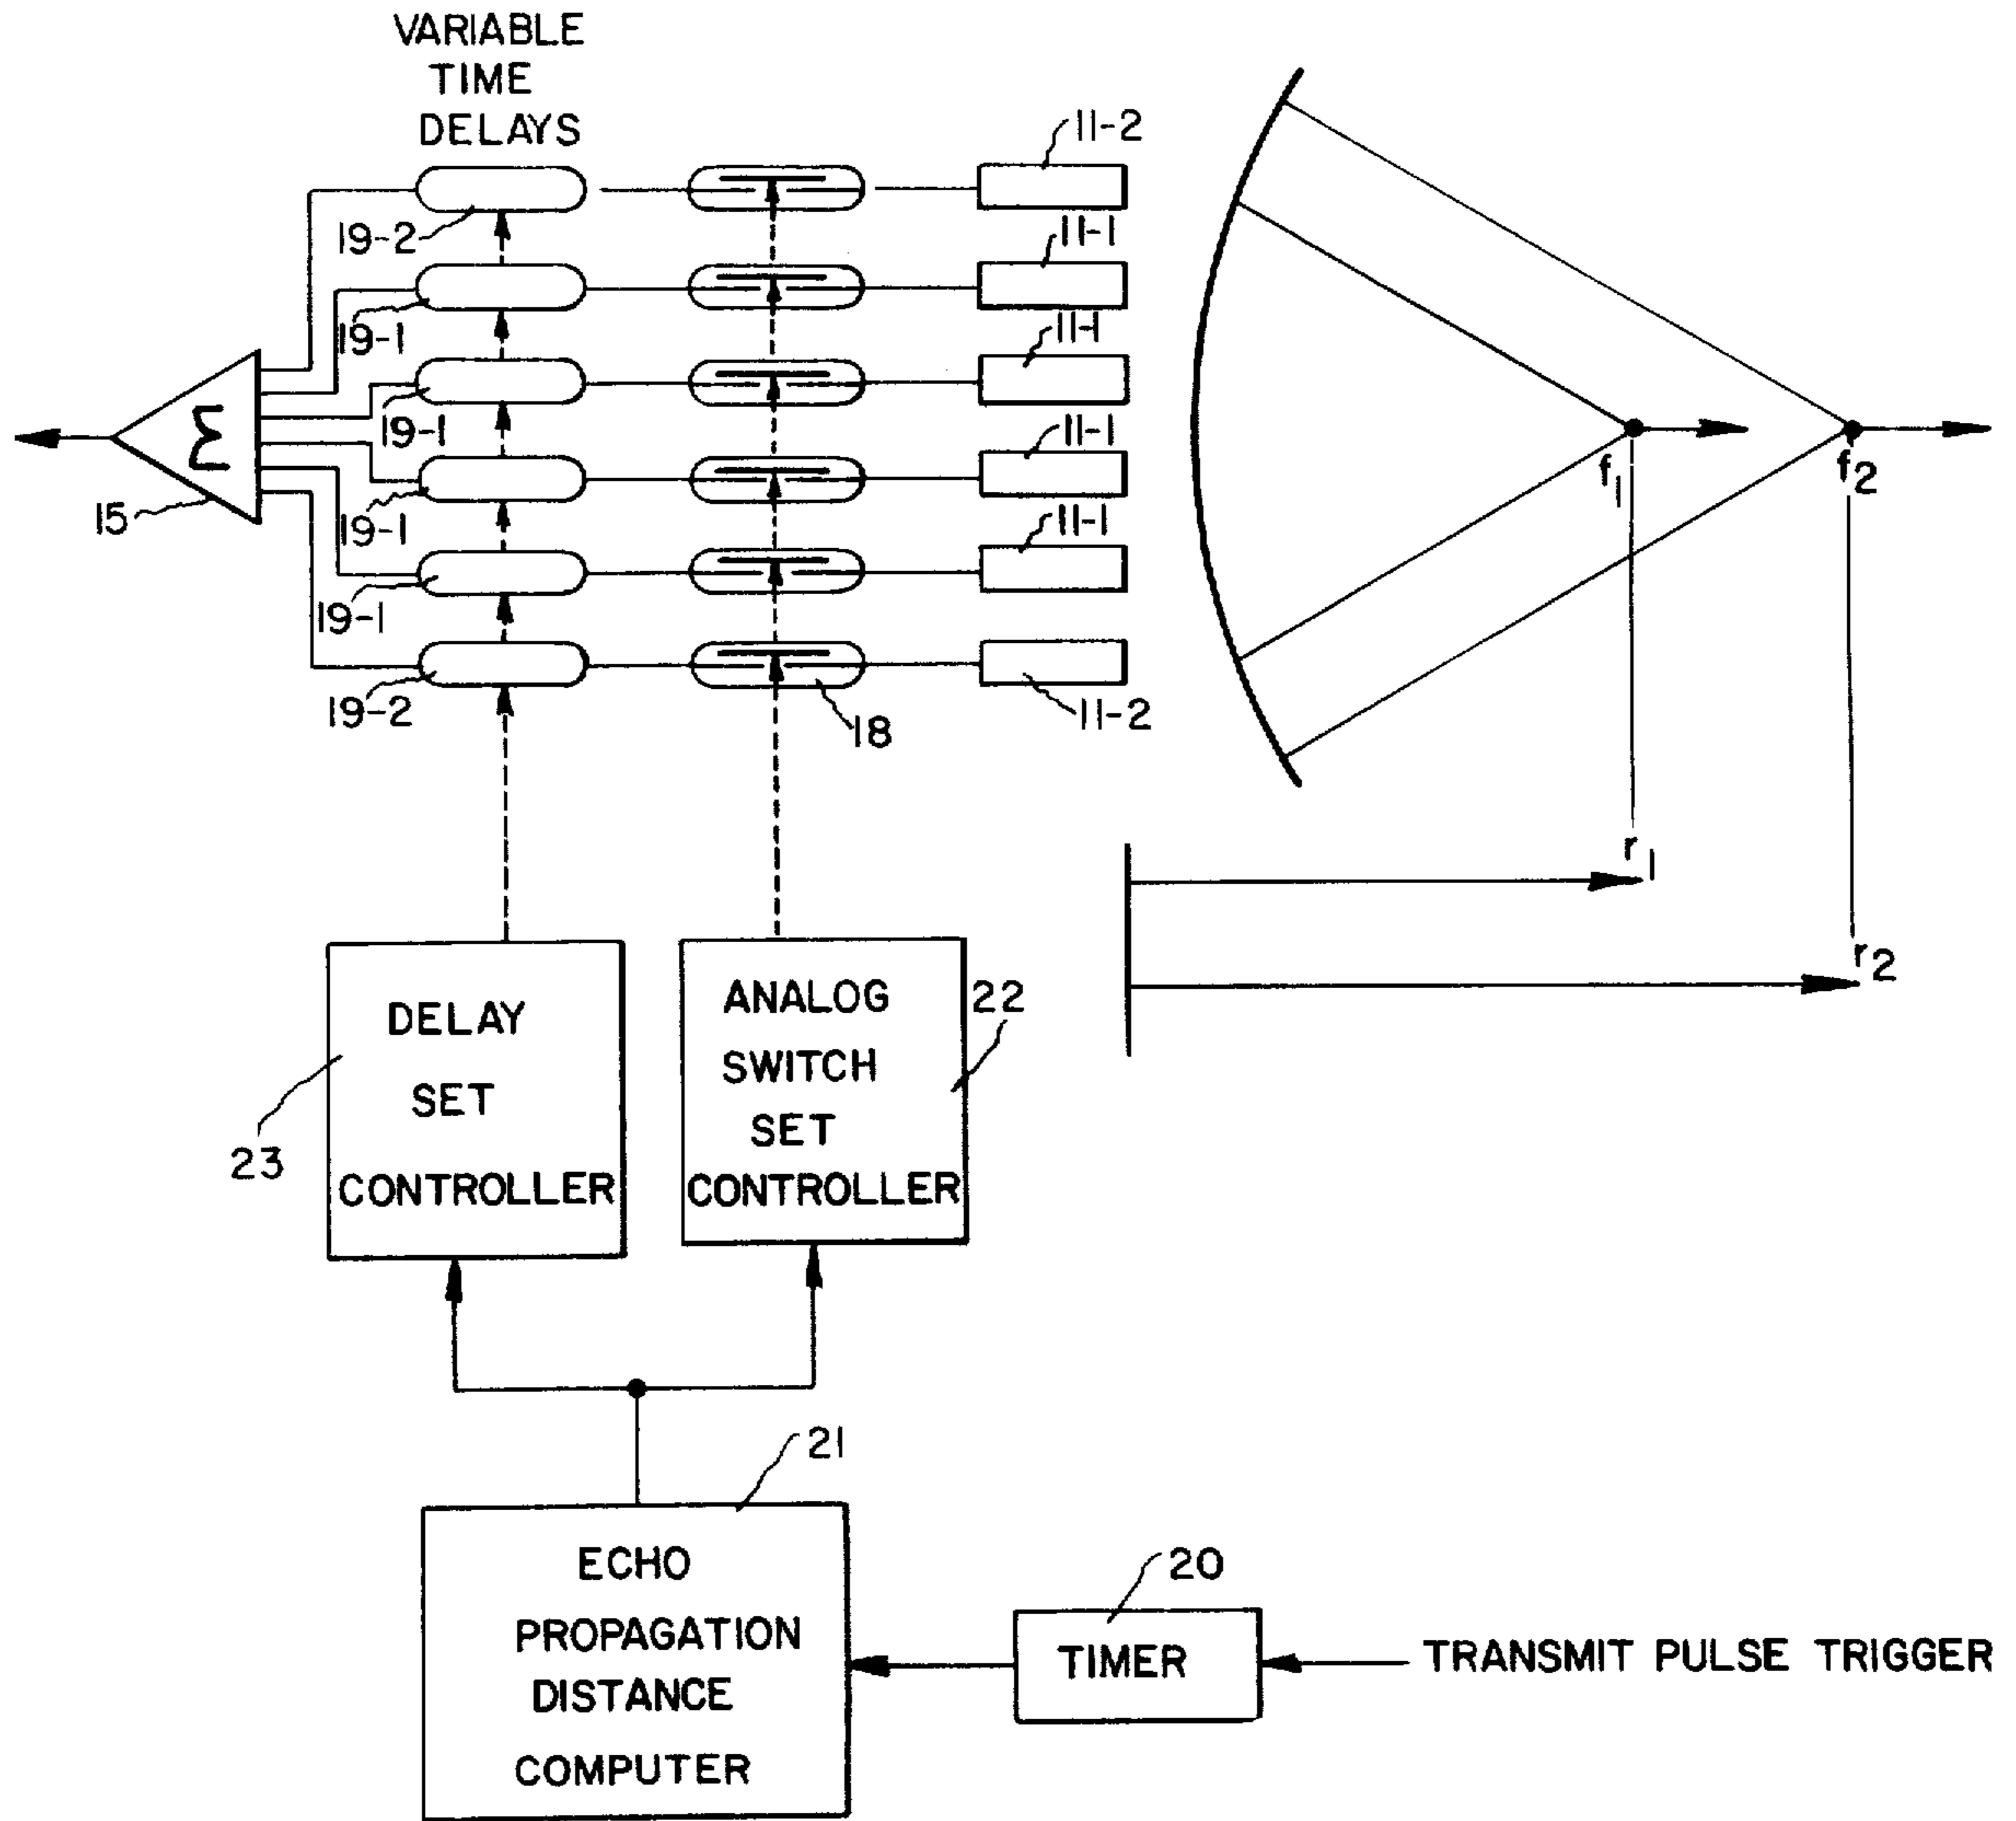 VARIABLE
TIME
DELAYS
11-2
19-2
11-1
19-1
11-1
19-1
11-1
Σ
15
19-1
11-1
19-1
11-2
19-2
18
f1
f2
r1
r2
DELAY
SET
CONTROLLER
23
ANALOG
SWITCH
SET
CONTROLLER
22
21
ECHO
PROPAGATION
DISTANCE
COMPUTER
20
TIMER
TRANSMIT PULSE TRIGGER